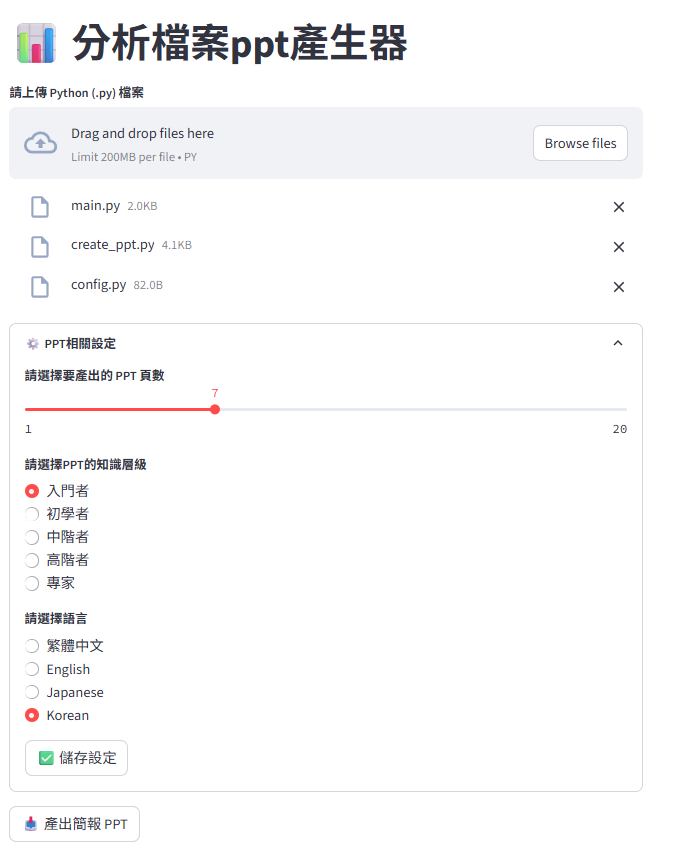 分析檔案ppt產生器
請上傳 Python (.py) 檔案
Drag and drop files here
Limit 200MB per file • PY
Browse files
main.py 2.0KB
create_ppt.py 4.1KB
config.py 82.0B
PPT相關設定
請選擇要產出的 PPT 頁數
7
1 20
請選擇PPT的知識層級
入門者
初學者
中階者
高階者
專家
請選擇語言
繁體中文
English
Japanese
Korean
儲存設定
產出簡報 PPT